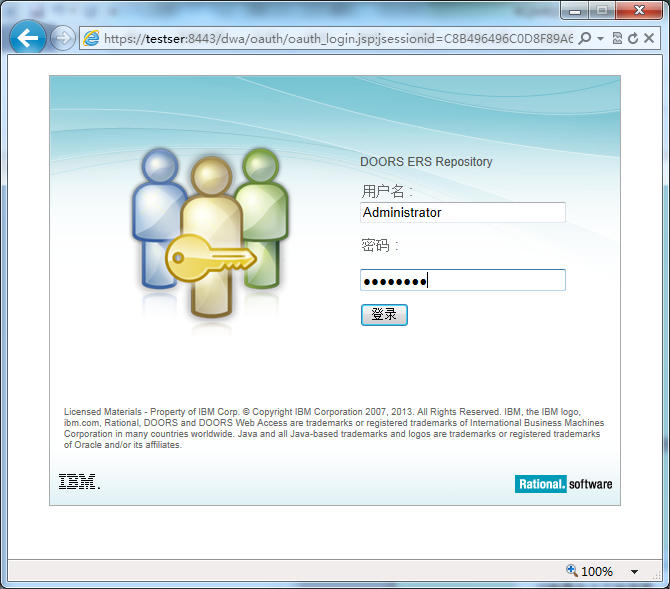 https://testser:8443/dwa/oauth/oauth_login.jsp;jsessionid=C8B496496C0D8F89A6
DOORS ERS Repository
用户名：
Administrator
密码：
登录
Licensed Materials - Property of IBM Corp. © Copyright IBM Corporation 2007, 2013. All Rights Reserved. IBM, the IBM logo,
ibm.com, Rational, DOORS and DOORS Web Access are trademarks or registered trademarks of International Business Machines
Corporation in many countries worldwide. Java and all Java-based trademarks and logos are trademarks or registered trademarks
of Oracle and/or its affiliates.
IBM.
Rational. software
100%